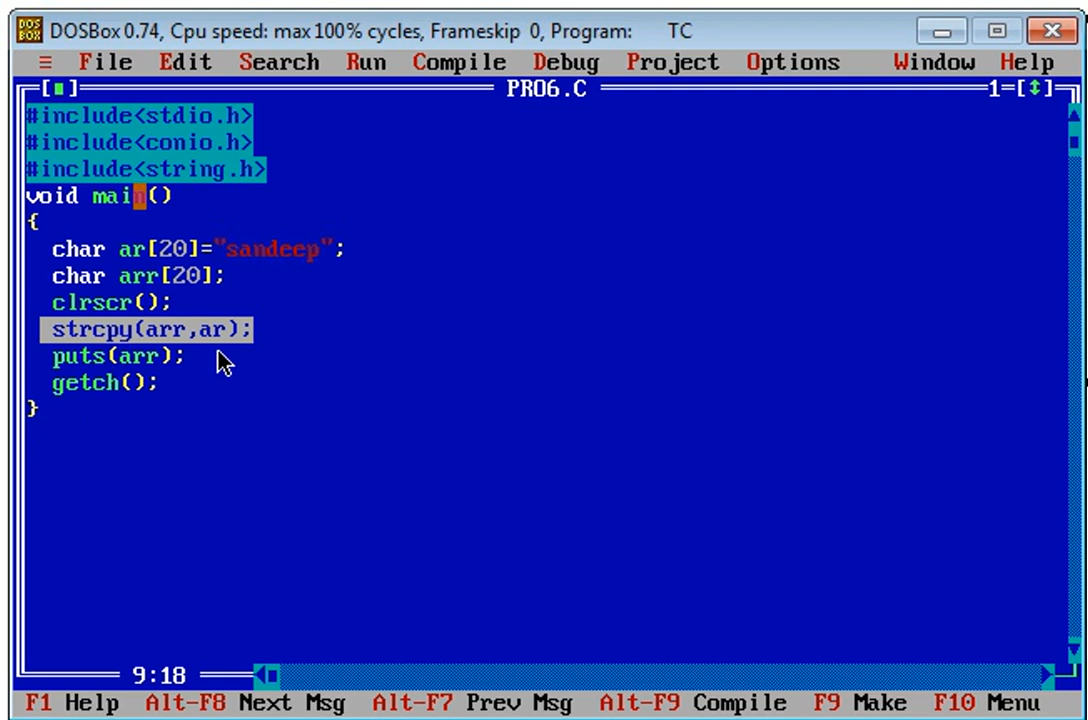 DOSBox 0.74, Cpu speed: max 100% cycles, Frameskip 0, Program: TC
≡ File Edit Search Run Compile Debug Project Options Window Help
[■] PRO6.C 1=[↕]
#include<stdio.h>
#include<conio.h>
#include<string.h>
void main()
{
char ar[20]="sandeep";
char arr[20];
clrscr();
strcpy(arr,ar);
puts(arr);
getch();
}
9:18
F1 Help Alt-F8 Next Msg Alt-F7 Prev Msg Alt-F9 Compile F9 Make F10 Menu